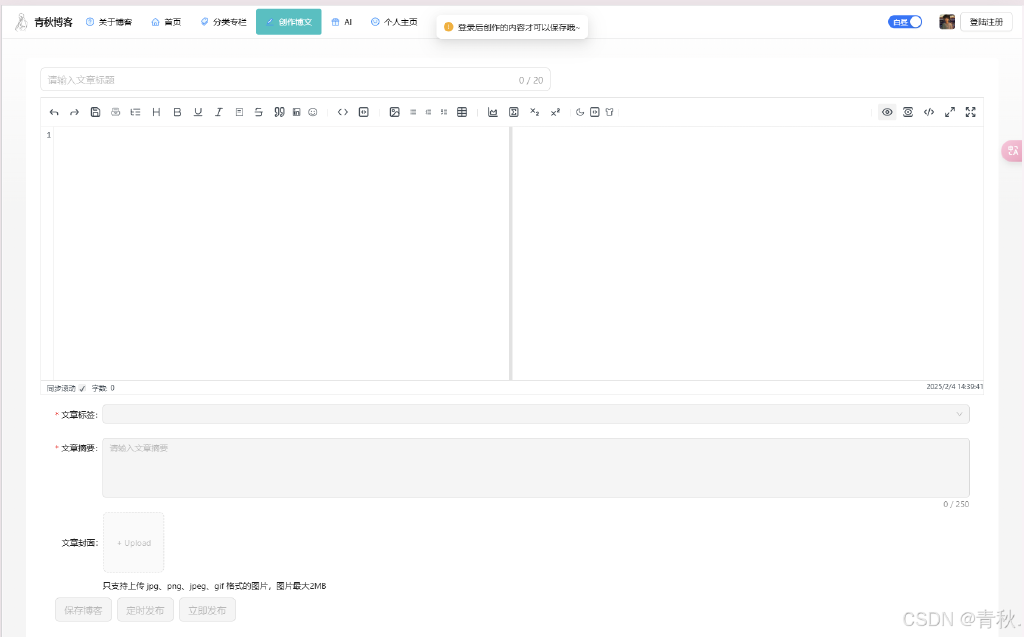 青秋博客 关于博客 首页 分类专栏 创作博文 AI 个人主页 登录后创作的内容才可以保存哦~ 白昼 登陆注册
请输入文章标题 0 / 20
1
同步滚动 字数: 0 2025/2/4 14:39:41
* 文章标签:
* 文章摘要: 请输入文章摘要
0 / 250
文章封面: + Upload
只支持上传 jpg、png、jpeg、gif 格式的图片，图片最大2MB
保存博客 定时发布 立即发布
CSDN @青秋.